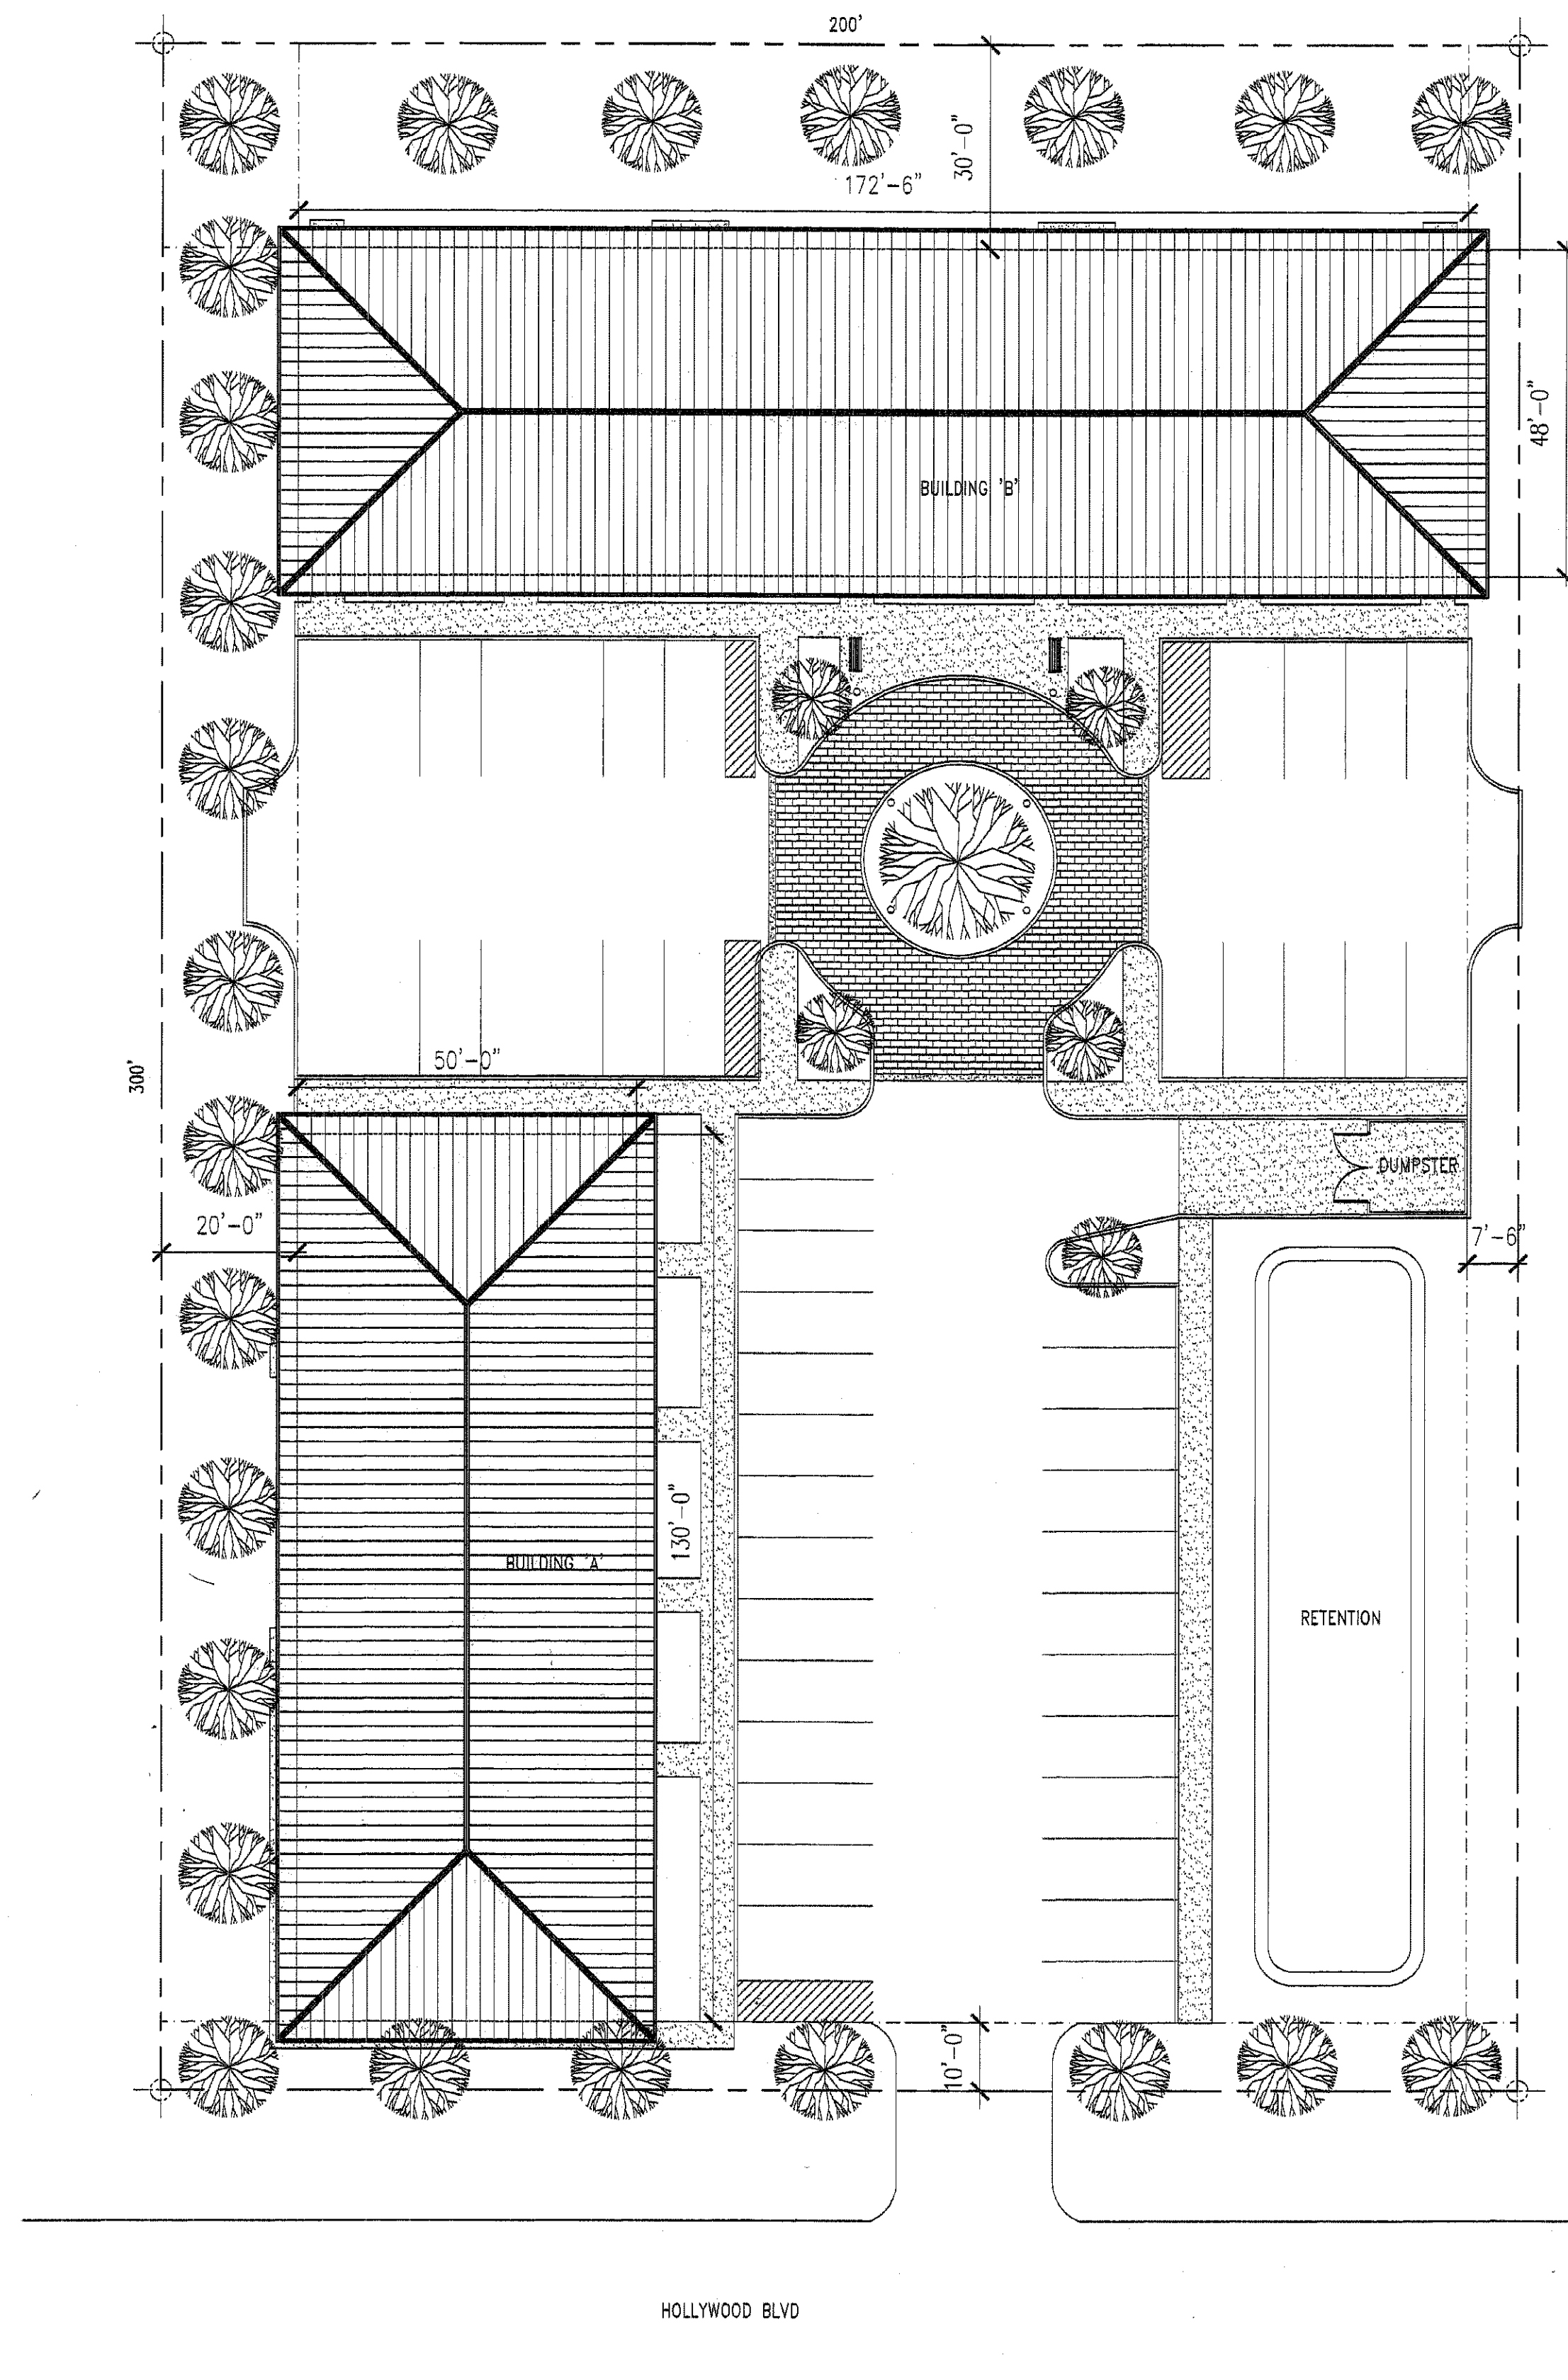 200'
30'-0"
172'-6"
48'-0"
BUILDING 'B'
50'-0"
300'
DUMPSTER
20'-0"
7'-6"
130'-0"
BUILDING 'A'
RETENTION
10'-0"
HOLLYWOOD BLVD